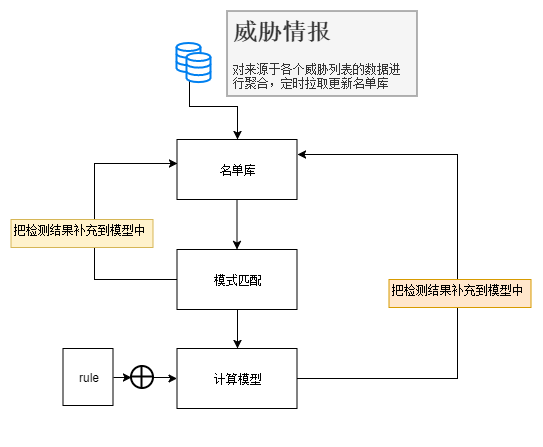 威胁情报
对来源于各个威胁列表的数据进
行聚合，定时拉取更新名单库
名单库
把检测结果补充到模型中
模式匹配
把检测结果补充到模型中
rule
计算模型